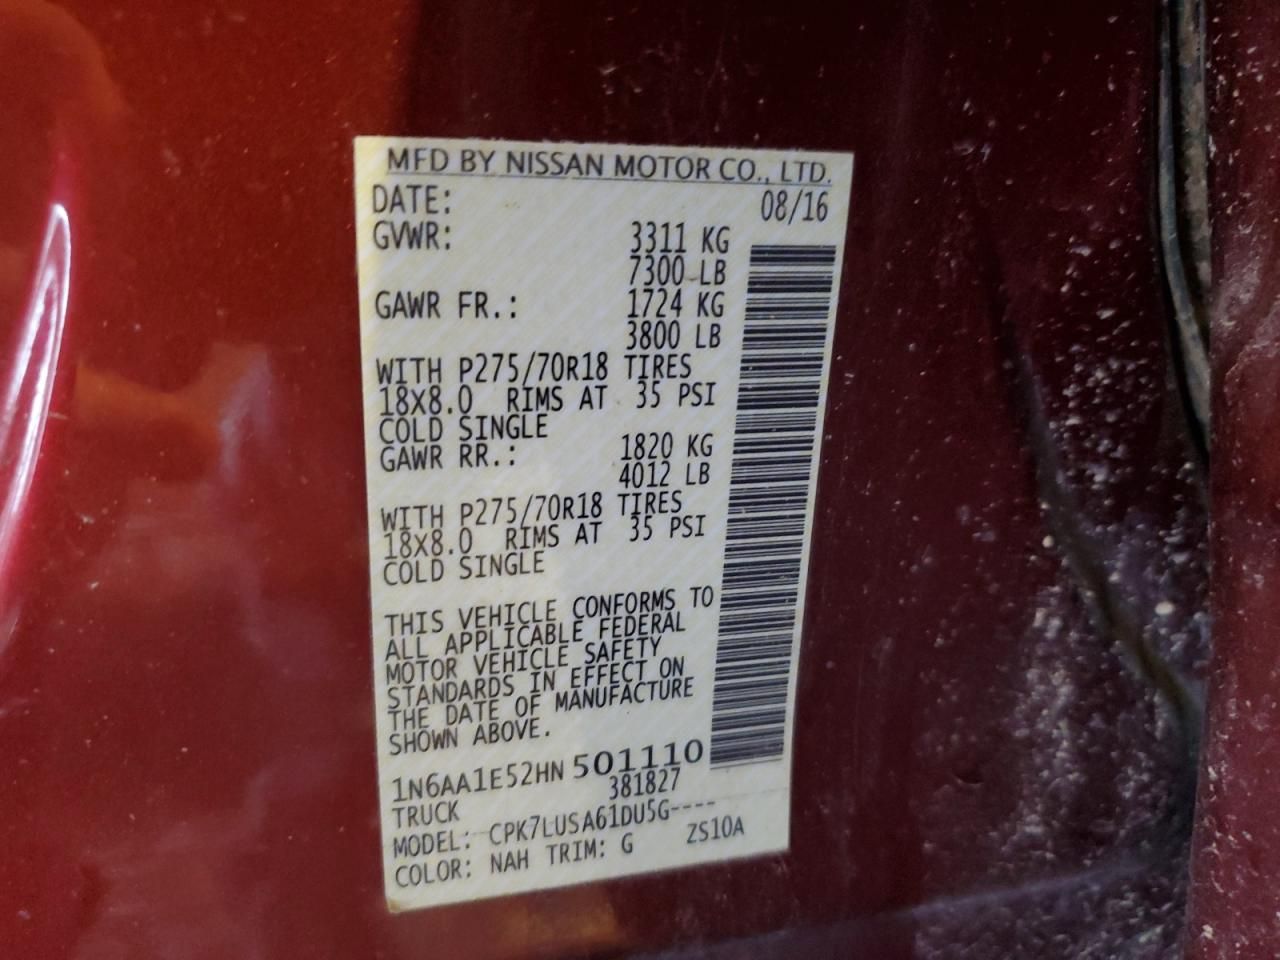 MFD BY NISSAN MOTOR CO., LTD.
DATE: 08/16
GVWR: 3311 KG
7300 LB
GAWR FR.: 1724 KG
3800 LB
WITH P275/70R18 TIRES
18X8.0 RIMS AT 35 PSI
COLD SINGLE
GAWR RR.: 1820 KG
4012 LB
WITH P275/70R18 TIRES
18X8.0 RIMS AT 35 PSI
COLD SINGLE
THIS VEHICLE CONFORMS TO
ALL APPLICABLE FEDERAL
MOTOR VEHICLE SAFETY
STANDARDS IN EFFECT ON
THE DATE OF MANUFACTURE
SHOWN ABOVE.
1N6AA1E52HN501110
TRUCK 381827
MODEL: CPK7LUSA61DU5G----
COLOR: NAH TRIM: G ZS10A